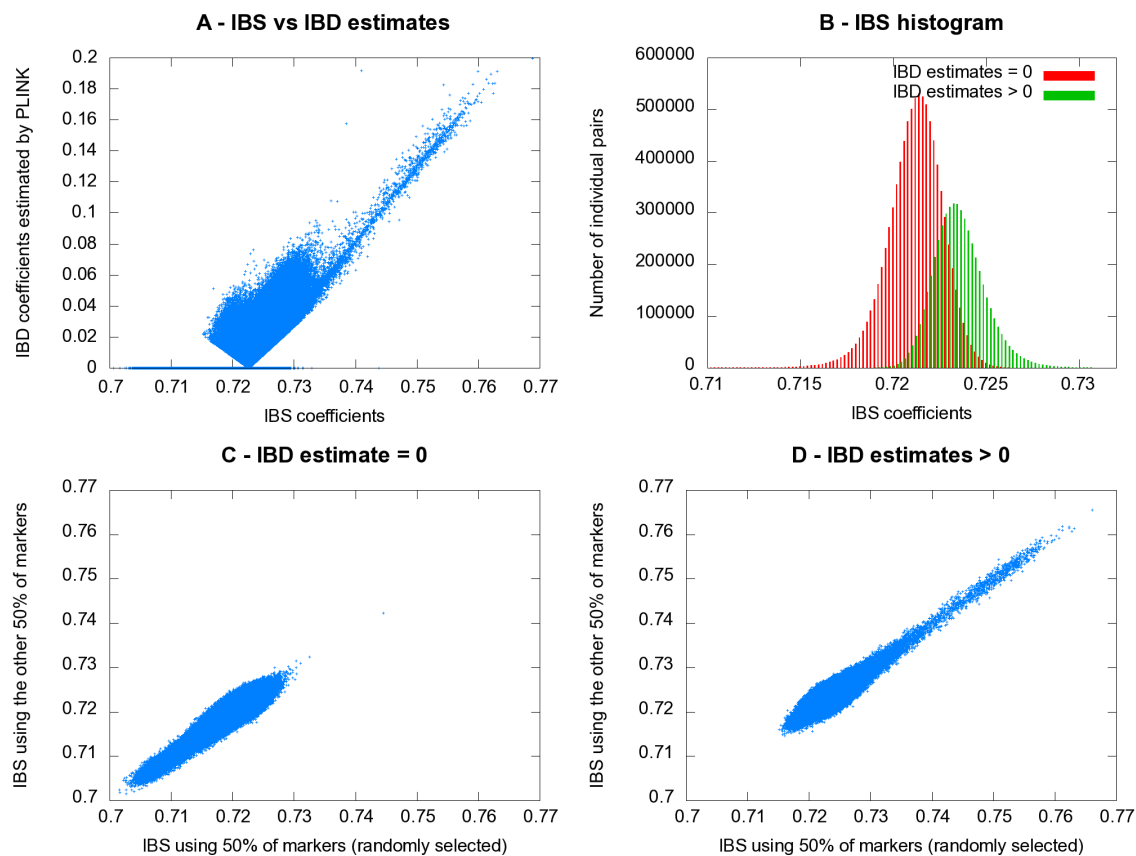 A - IBS vs IBD estimates
IBD coefficients estimated by PLINK
0.2
0.18
0.16
0.14
0.12
0.1
0.08
0.06
0.04
0.02
0
0.7 0.71 0.72 0.73 0.74 0.75 0.76 0.77
IBS coefficients
B - IBS histogram
Number of individual pairs
600000
500000
400000
300000
200000
100000
0
IBD estimates = 0
IBD estimates > 0
0.71 0.715 0.72 0.725 0.73
IBS coefficients
C - IBD estimate = 0
IBS using the other 50% of markers
0.77
0.76
0.75
0.74
0.73
0.72
0.71
0.7
0.7 0.71 0.72 0.73 0.74 0.75 0.76 0.77
IBS using 50% of markers (randomly selected)
D - IBD estimates > 0
IBS using the other 50% of markers
0.77
0.76
0.75
0.74
0.73
0.72
0.71
0.7
0.7 0.71 0.72 0.73 0.74 0.75 0.76 0.77
IBS using 50% of markers (randomly selected)